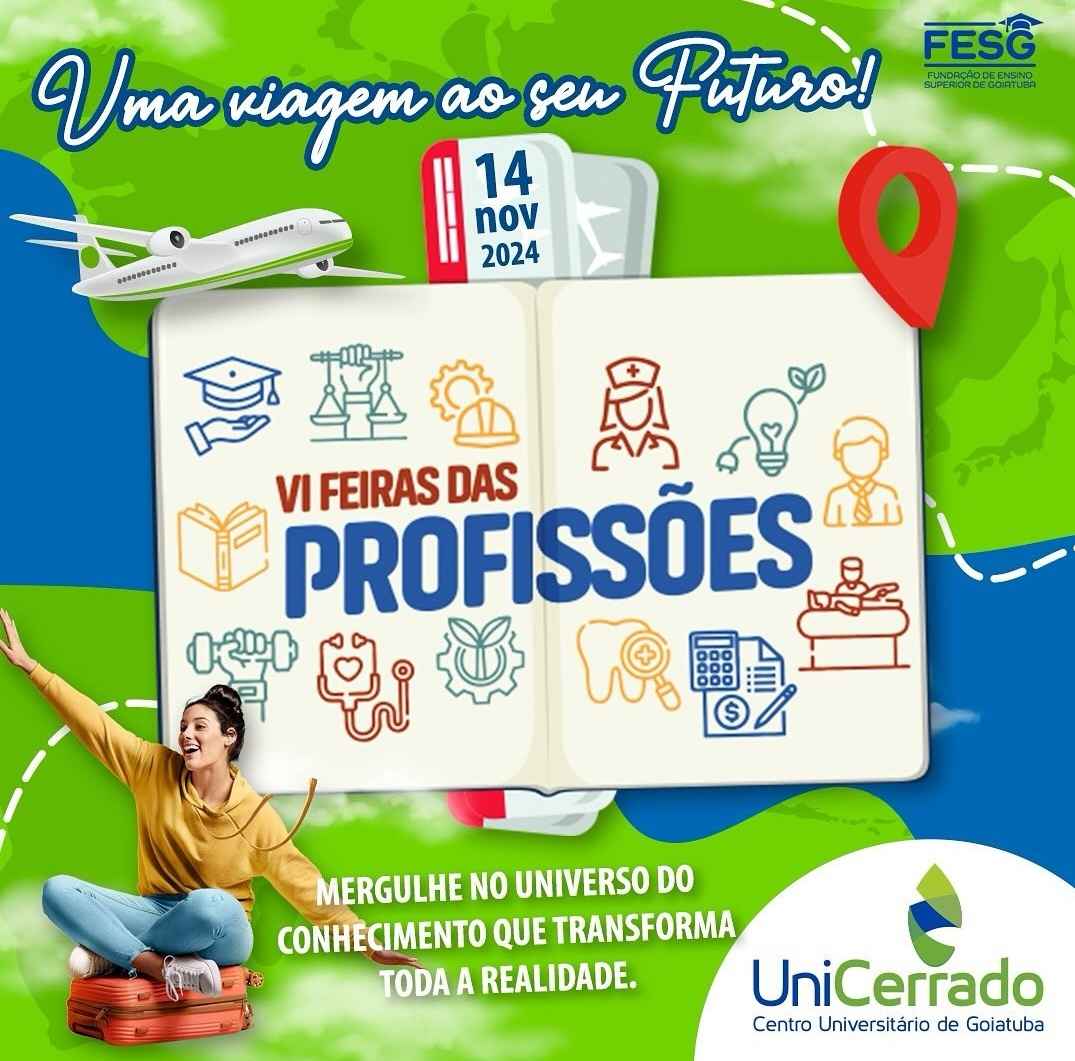 Uma viagem ao seu Futuro!
FESG
FUNDAÇÃO DE ENSINO
SUPERIOR DE GOIATUBA
14
nov
2024
VI FEIRAS DAS
PROFISSÕES
MERGULHE NO UNIVERSO DO
CONHECIMENTO QUE TRANSFORMA
TODA A REALIDADE.
UniCerrado
Centro Universitário de Goiatuba